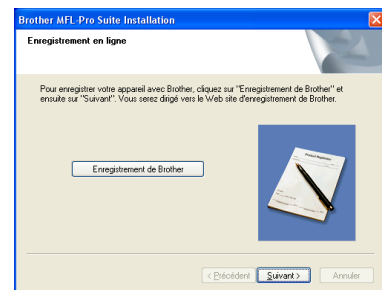 Brother MFL-Pro Suite Installation
Enregistrement en ligne
Pour enregistrer votre appareil avec Brother, cliquez sur "Enregistrement de Brother" et
ensuite sur "Suivant". Vous serez dirigé vers le Web site d'enregistrement de Brother.
Product Registration
Enregistrement de Brother
< Précédent
Suivant >
Annuler